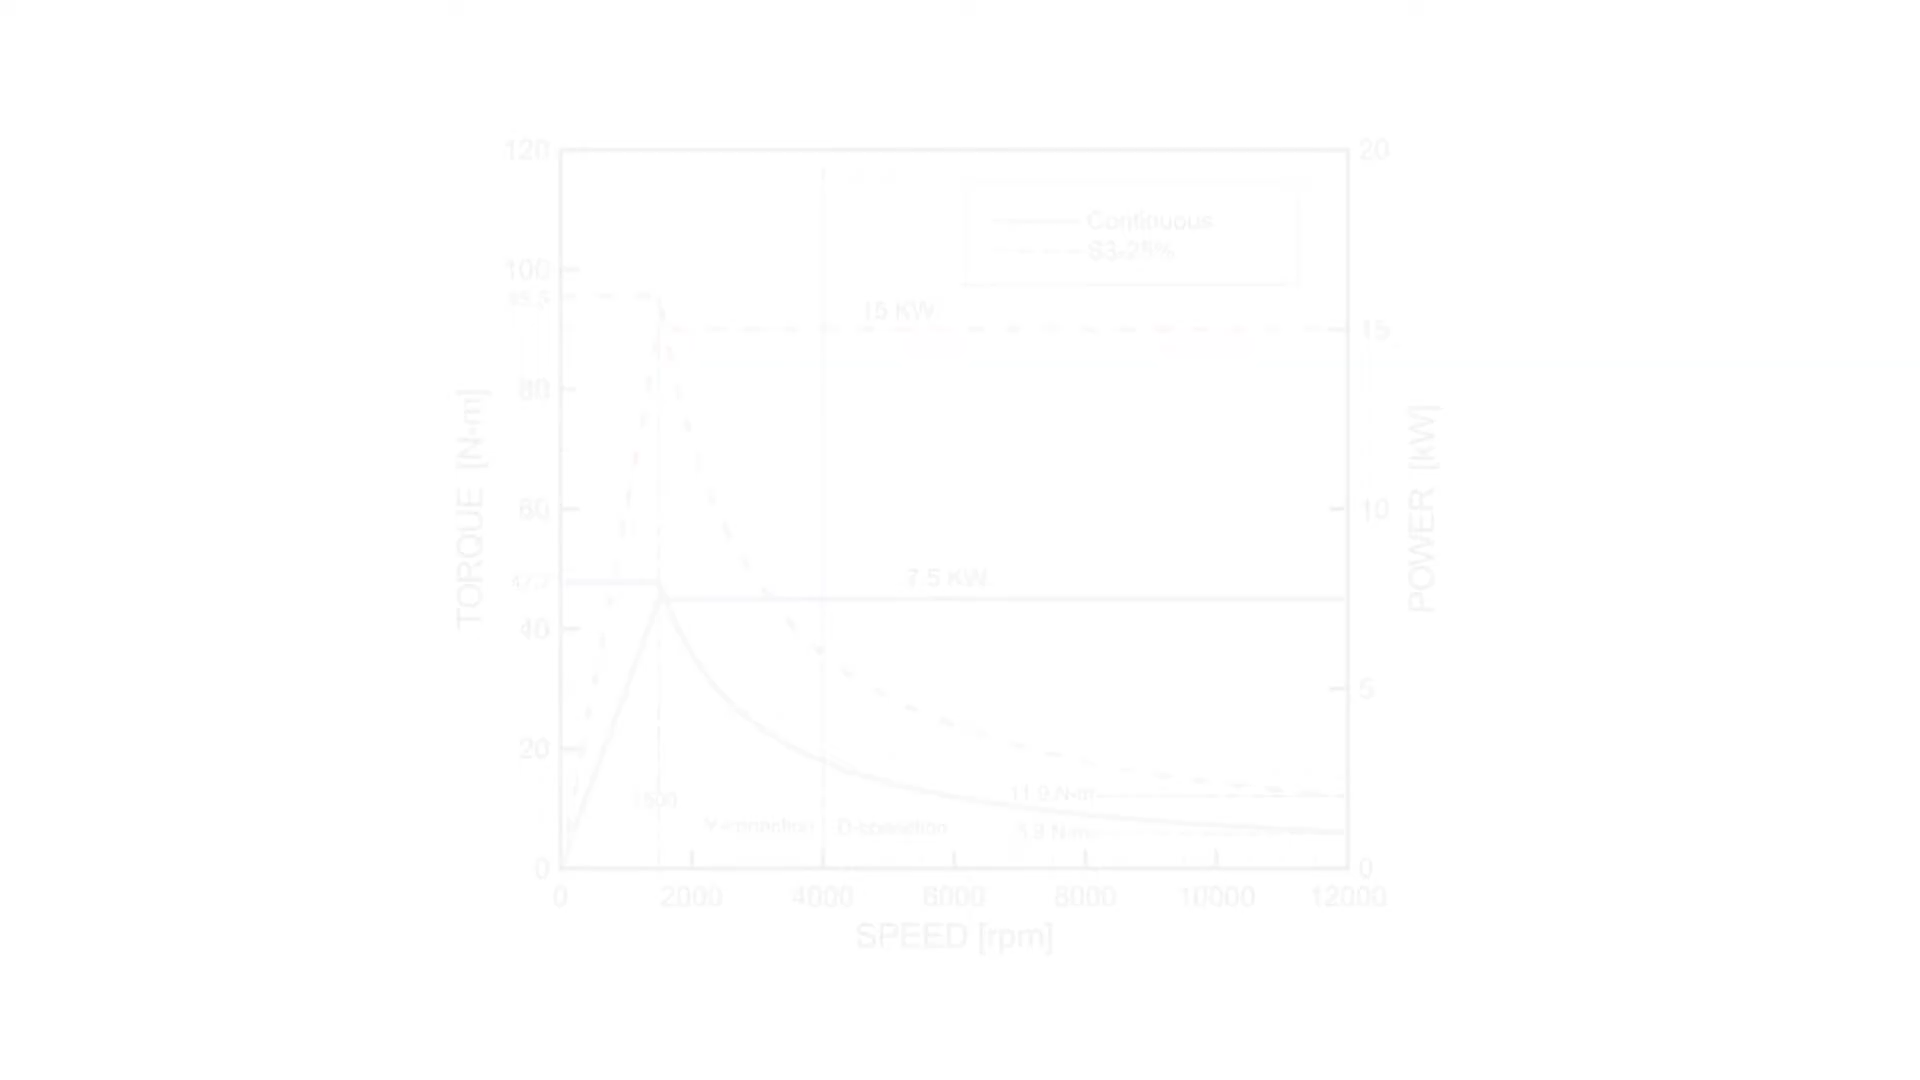 120
20
Continuous
S3-25%
100
95.5
15 KW
15
80
TORQUE [N•m]
POWER [kW]
60
10
47.7
7.5 KW
40
5
20
11.9 N-m
1500
Y-connection
D-connection
N-m
0
0
0
2000
4000
6000
8000
10000
12000
SPEED [rpm]